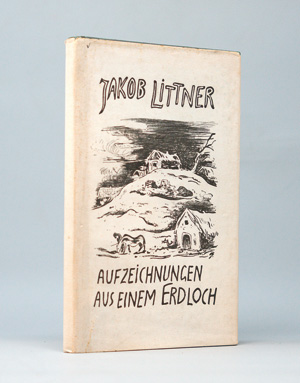 JAKOB LITTNER
AUFZEICHNUNGEN
AUS EINEM ERDLOCH